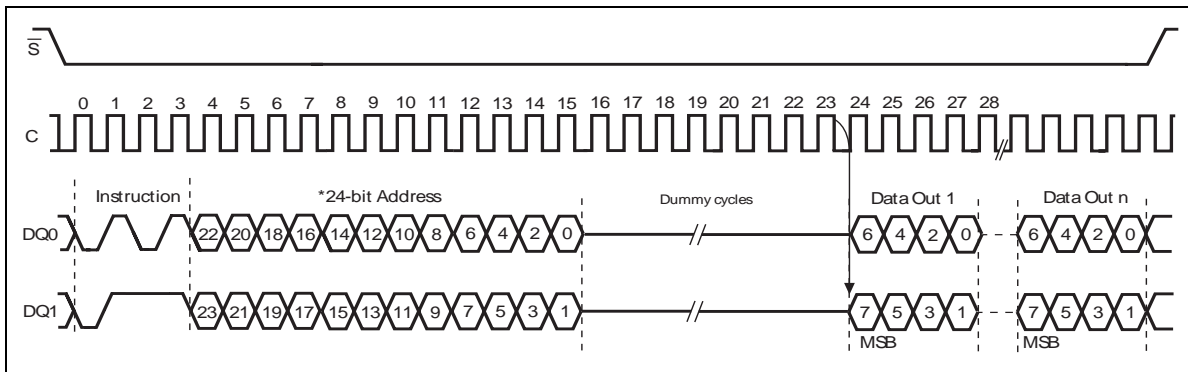 S
0 1 2 3 4 5 6 7 8 9 10 11 12 13 14 15 16 17 18 19 20 21 22 23 24 25 26 27 28
C
Instruction *24-bit Address Dummy cycles Data Out 1 Data Out n
DQ0 22 20 18 16 14 12 10 8 6 4 2 0 6 4 2 0 6 4 2 0
DQ1 23 21 19 17 15 13 11 9 7 5 3 1 7 5 3 1 7 5 3 1
MSB MSB